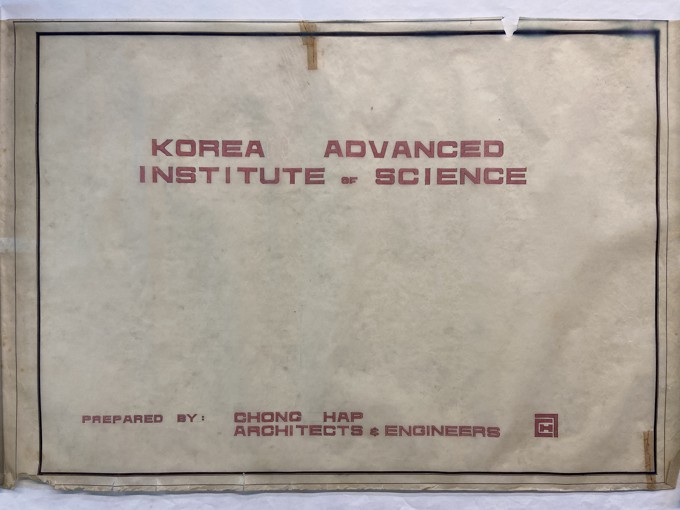 KOREA ADVANCED
INSTITUTE OF SCIENCE
PREPARED BY: CHONG HAP
ARCHITECTS & ENGINEERS